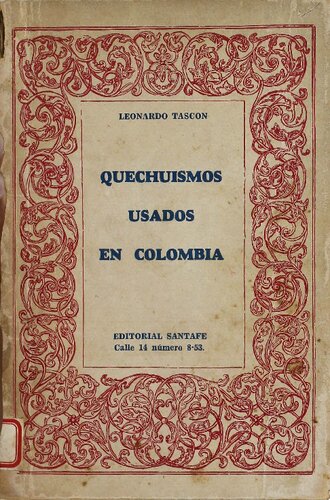 LEONARDO TASCON
QUECHUISMOS
USADOS
EN COLOMBIA
EDITORIAL SANTAFE
Calle 14 número 8-53.